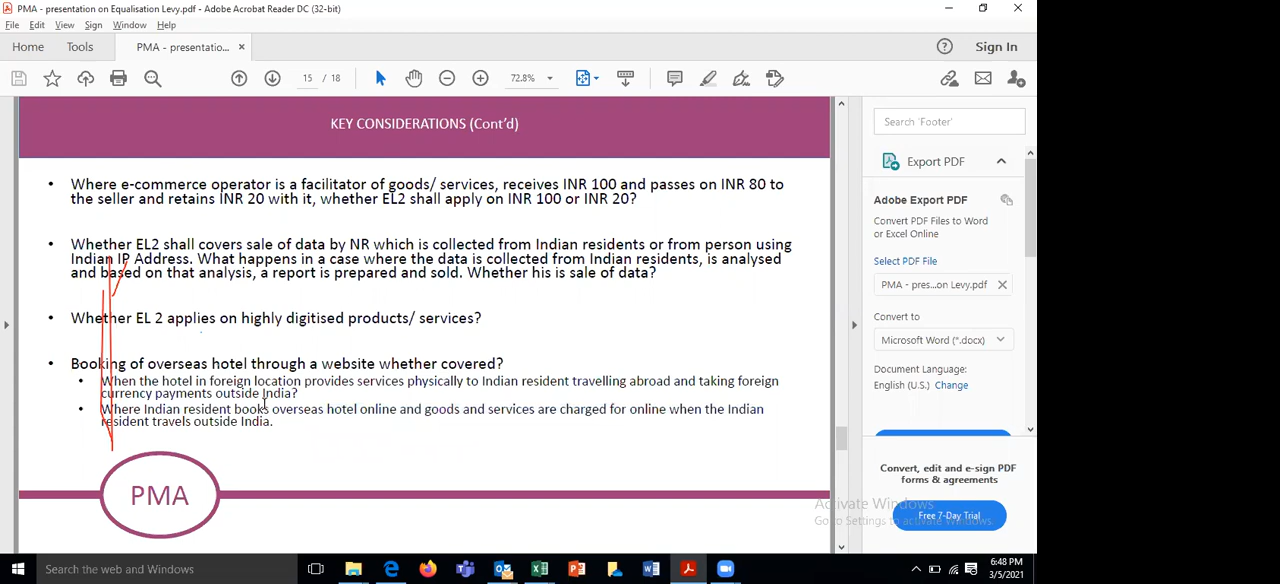 PMA - presentation on Equalisation Levy.pdf - Adobe Acrobat Reader DC (32-bit)
File Edit View Sign Window Help
Home Tools PMA - presentatio... × Sign In
15 / 18 72.8%
KEY CONSIDERATIONS (Cont'd)
• Where e-commerce operator is a facilitator of goods/ services, receives INR 100 and passes on INR 80 to
the seller and retains INR 20 with it, whether EL2 shall apply on INR 100 or INR 20?
• Whether EL2 shall covers sale of data by NR which is collected from Indian residents or from person using
Indian IP Address. What happens in a case where the data is collected from Indian residents, is analysed
and based on that analysis, a report is prepared and sold. Whether his is sale of data?
• Whether EL 2 applies on highly digitised products/ services?
• Booking of overseas hotel through a website whether covered?
• When the hotel in foreign location provides services physically to Indian resident travelling abroad and taking foreign
currency payments outside India?
• Where Indian resident books overseas hotel online and goods and services are charged for online when the Indian
resident travels outside India.
PMA
Search 'Footer'
Export PDF
Adobe Export PDF
Convert PDF Files to Word
or Excel Online
Select PDF File
PMA - pres...on Levy.pdf
Convert to
Microsoft Word (*.docx)
Document Language:
English (U.S.) Change
Convert, edit and e-sign PDF
forms & agreements
Free 7-Day Trial
Activate Windows
Go to Settings to activate Windows.
Search the web and Windows
6:48 PM
3/5/2021